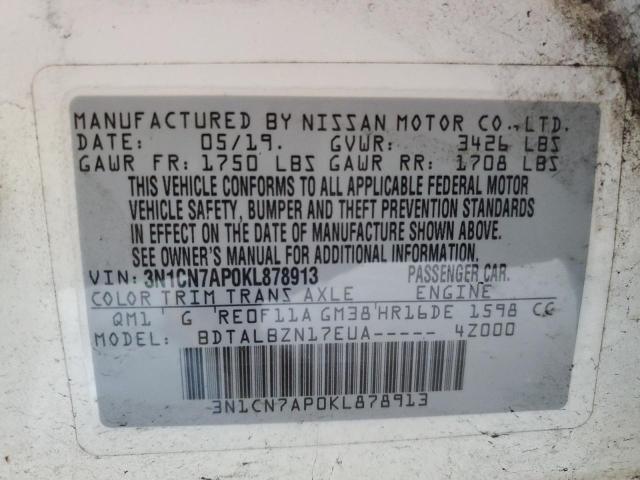 MANUFACTURED BY NISSAN MOTOR CO., LTD.
DATE: 05/19. GVWR: 3426 LBS
GAWR FR: 1750 LBS GAWR RR: 1708 LBS
THIS VEHICLE CONFORMS TO ALL APPLICABLE FEDERAL MOTOR
VEHICLE SAFETY, BUMPER AND THEFT PREVENTION STANDARDS
IN EFFECT ON THE DATE OF MANUFACTURE SHOWN ABOVE.
SEE OWNER'S MANUAL FOR ADDITIONAL INFORMATION.
VIN: 3N1CN7AP0KL878913 PASSENGER CAR.
COLOR TRIM TRANS AXLE ENGINE
QM1 G RE0F11A GM38 HR16DE 1598 CC
MODEL: BDTALBZN17EUA----- 4Z000
3N1CN7AP0KL878913